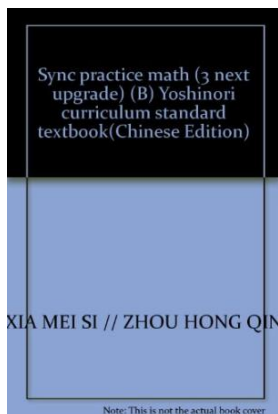 Sync practice math (3 next
upgrade) (B) Yoshinori
curriculum standard
textbook(Chinese Edition)
XIA MEI SI // ZHOU HONG QIN
Note: This is not the actual book cover